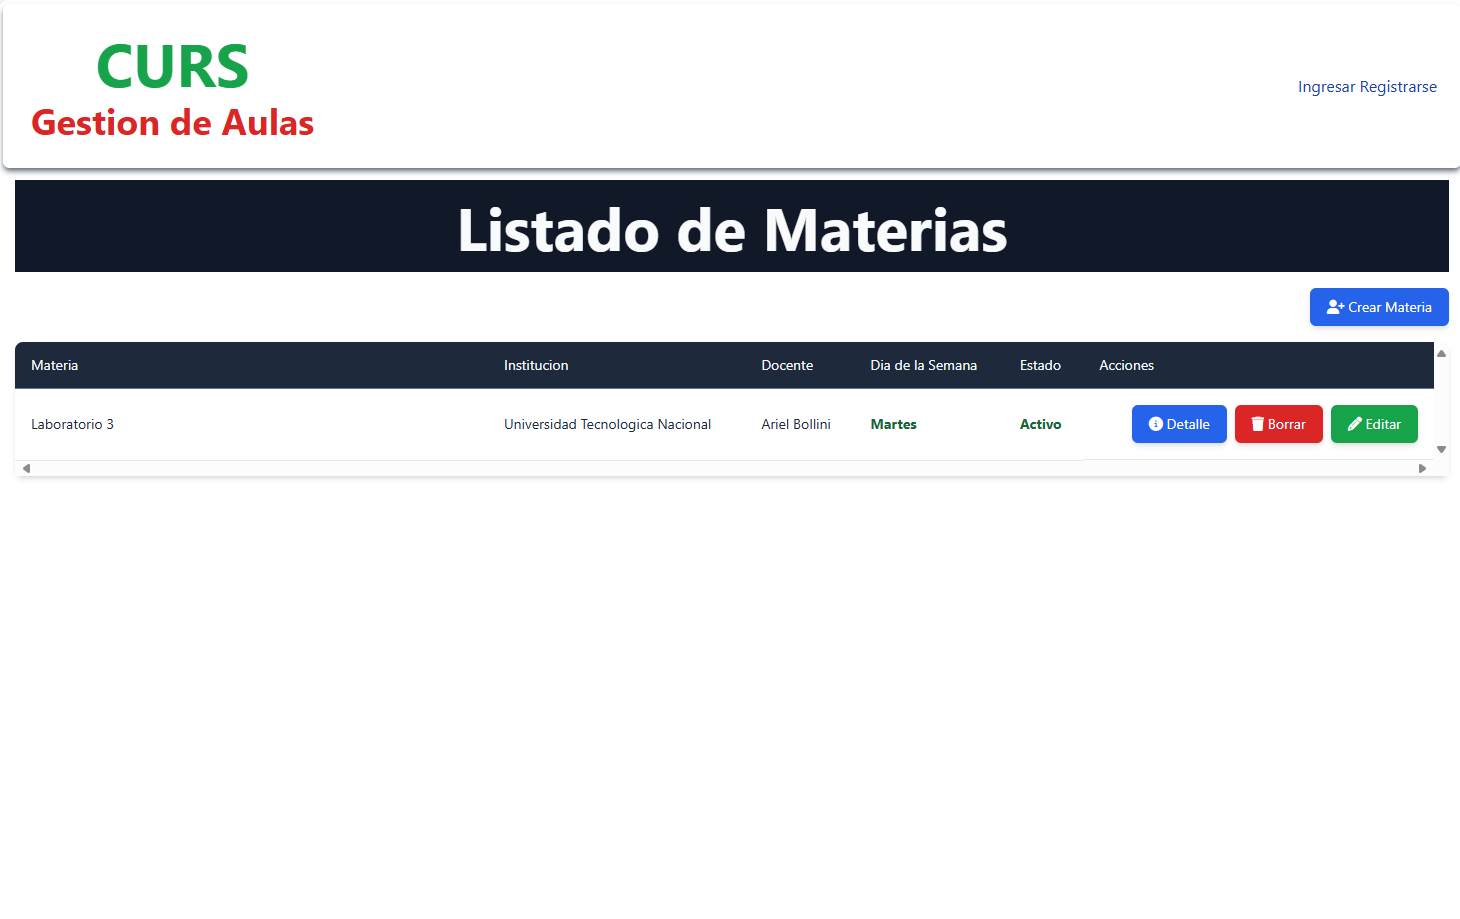 CURS
Gestion de Aulas
Ingresar Registrarse
Listado de Materias
Crear Materia
Materia Institucion Docente Dia de la Semana Estado Acciones
Laboratorio 3 Universidad Tecnologica Nacional Ariel Bollini Martes Activo Detalle Borrar Editar